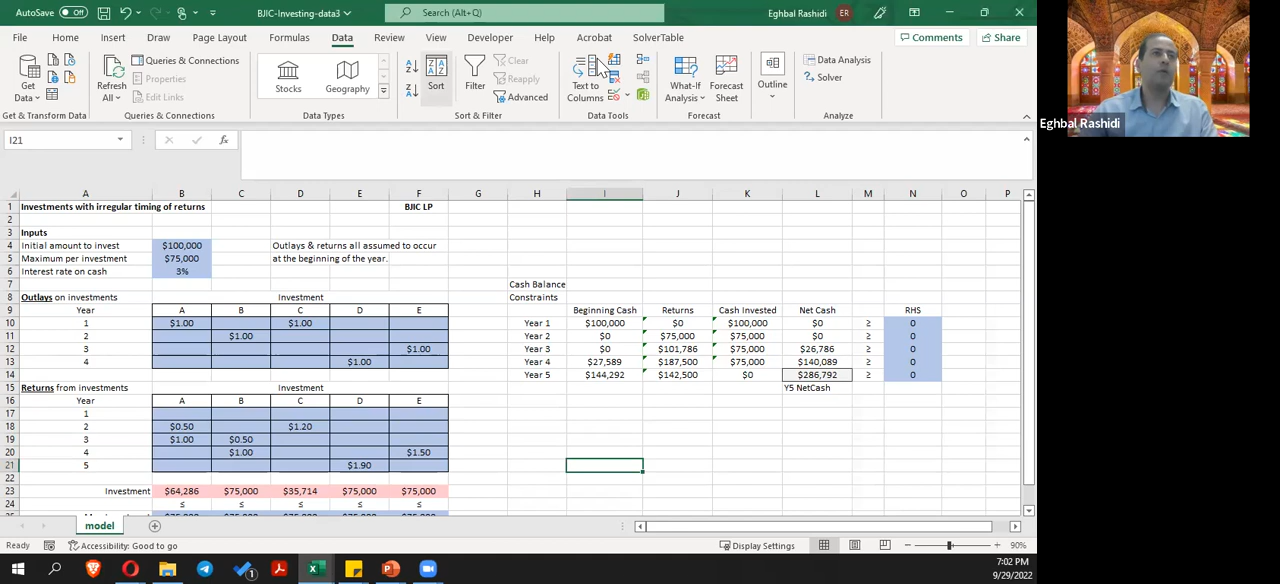 AutoSave Off BJIC-Investing-data3 Search (Alt+Q) Eghbal Rashidi ER
File Home Insert Draw Page Layout Formulas Data Review View Developer Help Acrobat SolverTable Comments Share
Get Data Refresh All Queries & Connections Properties Edit Links Stocks Geography Sort Filter Clear Reapply Advanced Text to Columns What-If Analysis Forecast Sheet Outline Data Analysis Solver
Get & Transform Data Queries & Connections Data Types Sort & Filter Data Tools Forecast Analyze
Eghbal Rashidi
I21 fx
A B C D E F G H I J K L M N O P
1 Investments with irregular timing of returns BJIC LP
2
3 Inputs
4 Initial amount to invest $100,000 Outlays & returns all assumed to occur
5 Maximum per investment $75,000 at the beginning of the year.
6 Interest rate on cash 3%
7 Cash Balance
8 Outlays on investments Investment Constraints
9 Year A B C D E Beginning Cash Returns Cash Invested Net Cash RHS
10 1 $1.00 $1.00 Year 1 $100,000 $0 $100,000 $0 ≥ 0
11 2 $1.00 Year 2 $0 $75,000 $75,000 $0 ≥ 0
12 3 $1.00 Year 3 $0 $101,786 $75,000 $26,786 ≥ 0
13 4 $1.00 Year 4 $27,589 $187,500 $75,000 $140,089 ≥ 0
14 Year 5 $144,292 $142,500 $0 $286,792 ≥ 0
15 Returns from investments Investment Y5 NetCash
16 Year A B C D E
17 1
18 2 $0.50 $1.20
19 3 $1.00 $0.50
20 4 $1.00 $1.50
21 5 $1.90
22
23 Investment $64,286 $75,000 $35,714 $75,000 $75,000
24 ≤ ≤ ≤ ≤ ≤
model
Ready Accessibility: Good to go Display Settings 90%
1 7:02 PM
9/29/2022